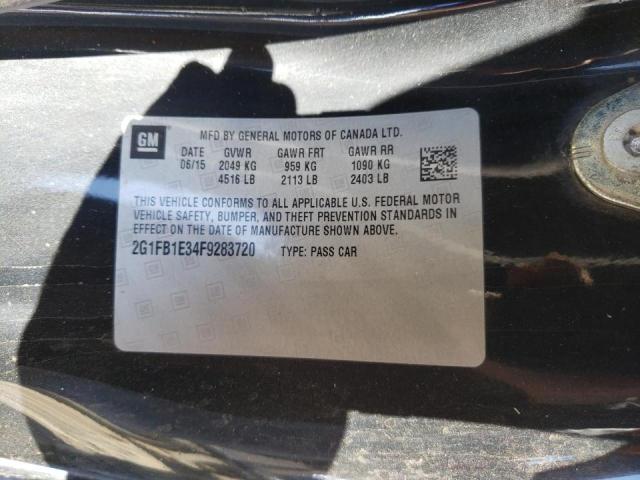 GM
MFD BY GENERAL MOTORS OF CANADA LTD.
DATE GVWR GAWR FRT GAWR RR
06/15 2049 KG 959 KG 1090 KG
4516 LB 2113 LB 2403 LB
THIS VEHICLE CONFORMS TO ALL APPLICABLE U.S. FEDERAL MOTOR
VEHICLE SAFETY, BUMPER, AND THEFT PREVENTION STANDARDS IN
EFFECT ON THE DATE OF MANUFACTURE SHOWN ABOVE.
2G1FB1E34F9283720 TYPE: PASS CAR